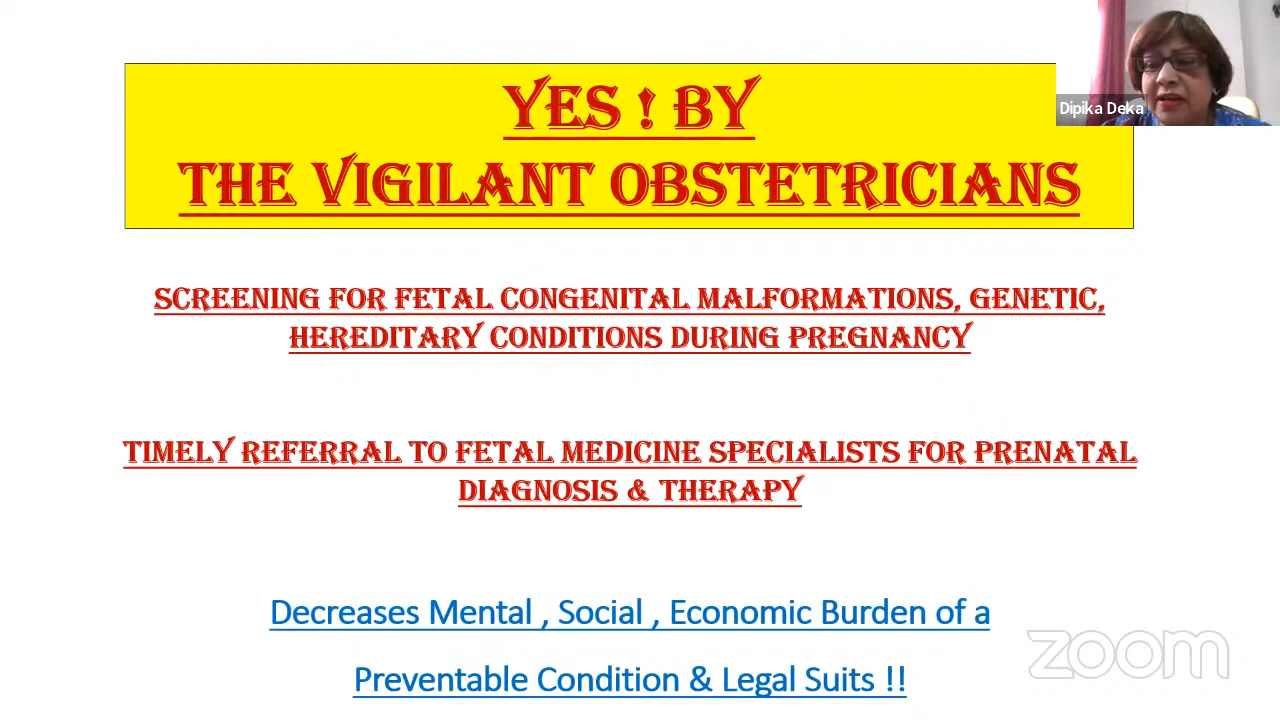 YES ! BY
THE VIGILANT OBSTETRICIANS
Dipika Deka
SCREENING FOR FETAL CONGENITAL MALFORMATIONS, GENETIC,
HEREDITARY CONDITIONS DURING PREGNANCY
TIMELY REFERRAL TO FETAL MEDICINE SPECIALISTS FOR PRENATAL
DIAGNOSIS & THERAPY
Decreases Mental , Social , Economic Burden of a
Preventable Condition & Legal Suits !!
zoom